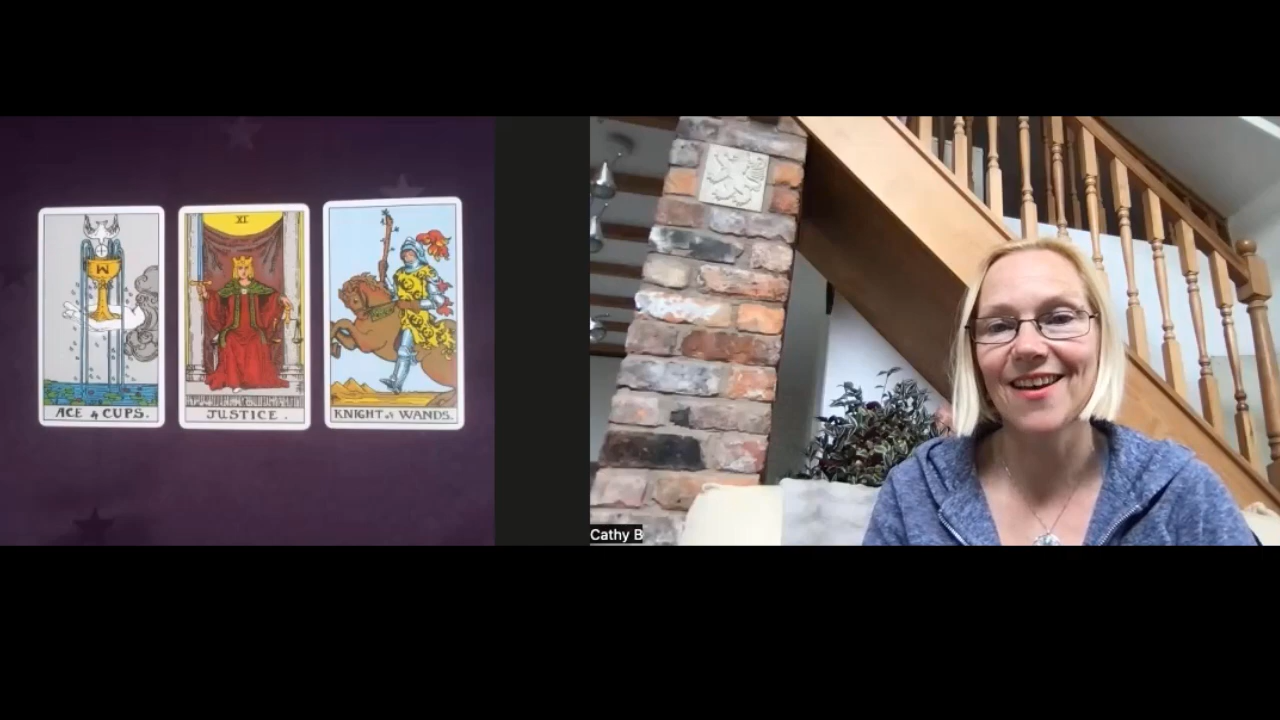 ACE of CUPS.
XI
JUSTICE.
KNIGHT of WANDS.
Cathy B